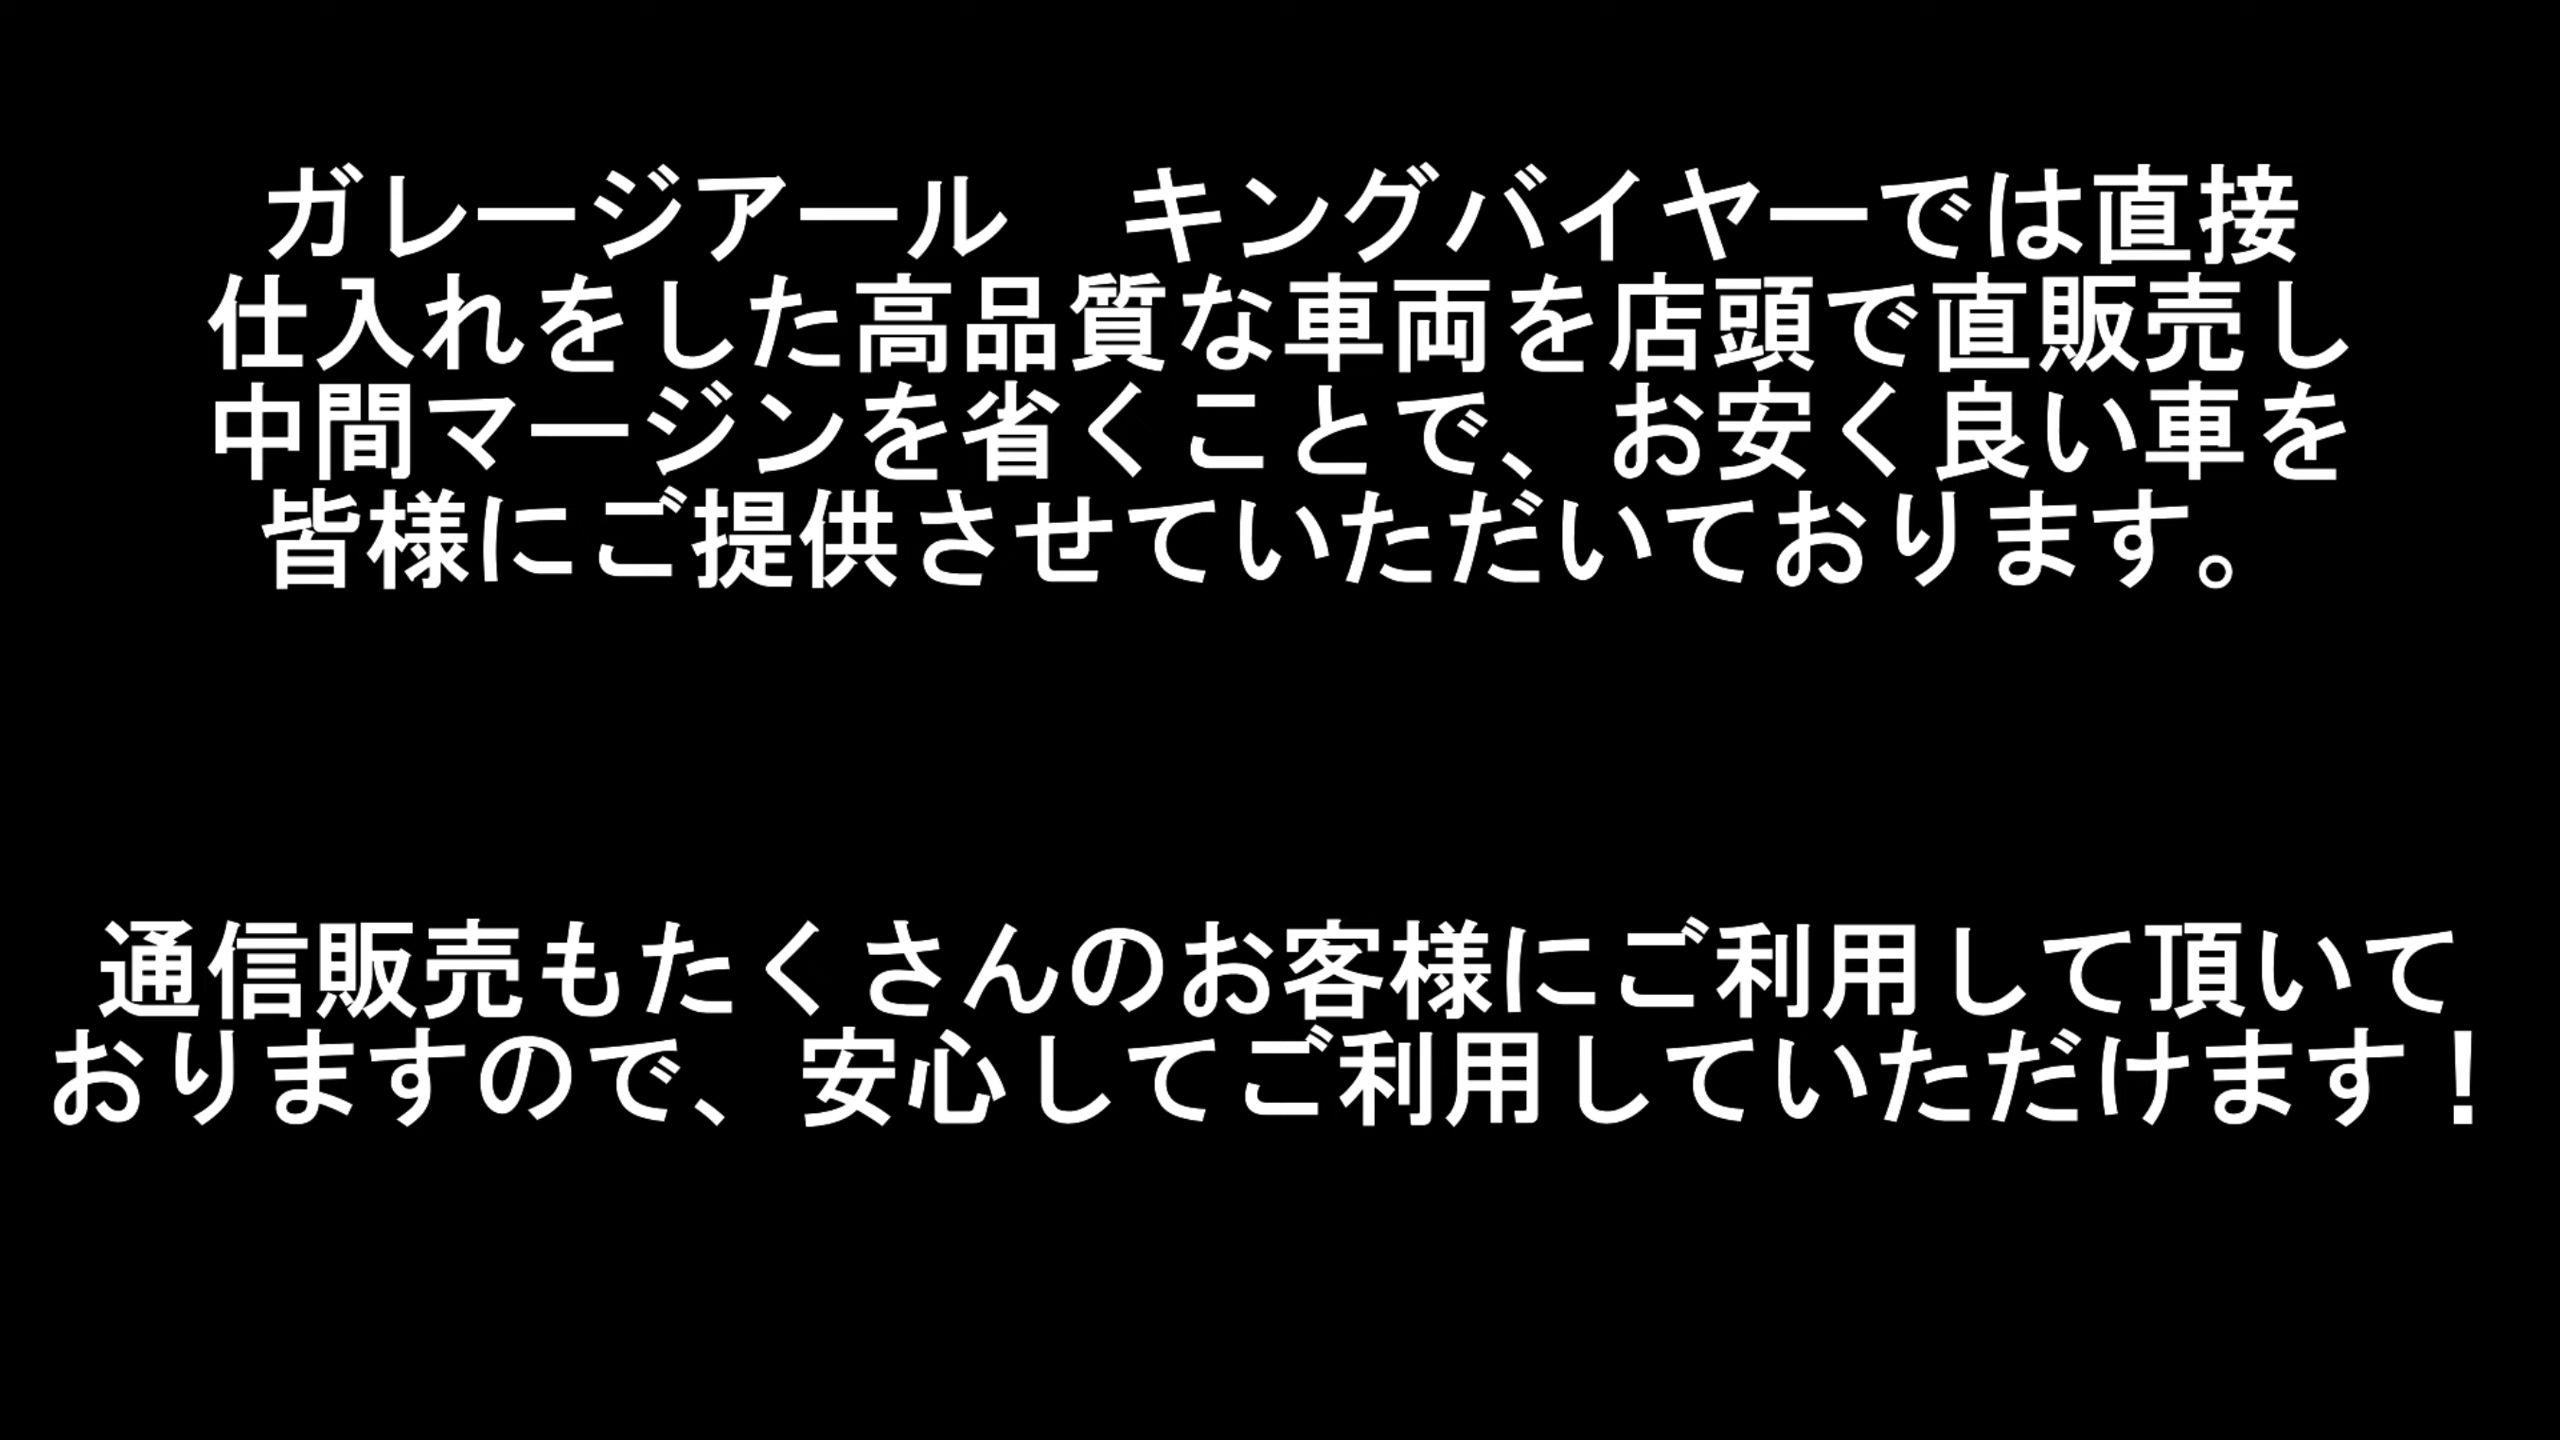 ガレージアール　キングバイヤーでは直接
仕入れをした高品質な車両を店頭で直販売し
中間マージンを省くことで、お安く良い車を
皆様にご提供させていただいております。
通信販売もたくさんのお客様にご利用して頂いて
おりますので、安心してご利用していただけます！